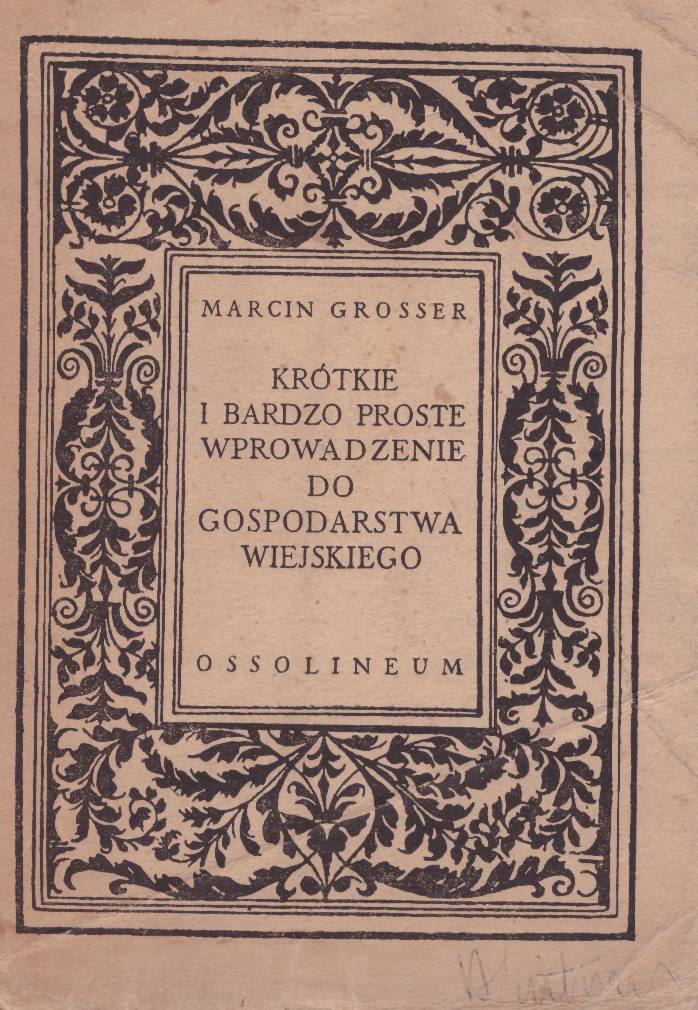 MARCIN GROSSER
KRÓTKIE
I BARDZO PROSTE
WPROWADZENIE
DO
GOSPODARSTWA
WIEJSKIEGO
OSSOLINEUM